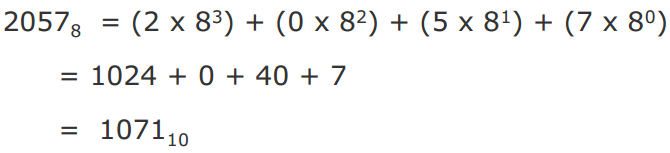 2057₈ = (2 x 8³) + (0 x 8²) + (5 x 8¹) + (7 x 8⁰)
= 1024 + 0 + 40 + 7
= 1071₁₀